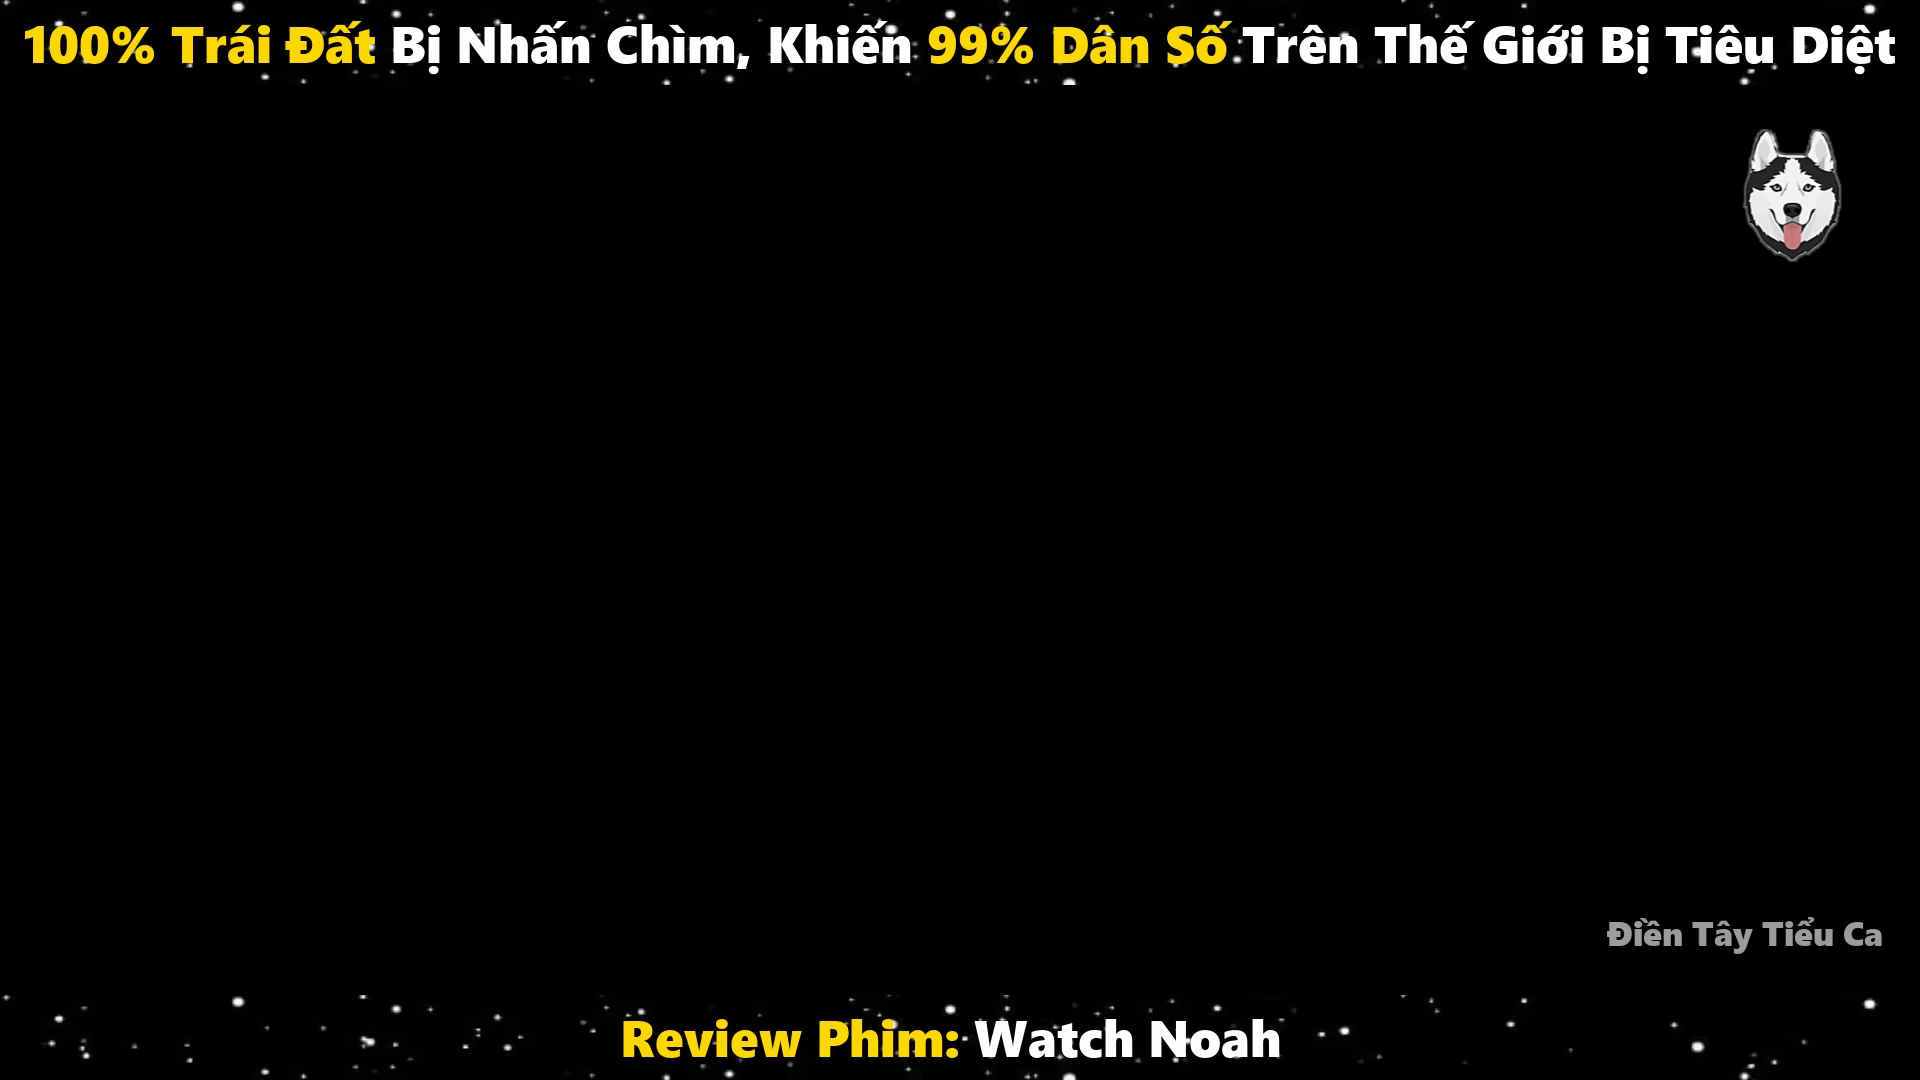 100% Trái Đất Bị Nhấn Chìm, Khiến 99% Dân Số Trên Thế Giới Bị Tiêu Diệt
Điền Tây Tiểu Ca
Review Phim: Watch Noah